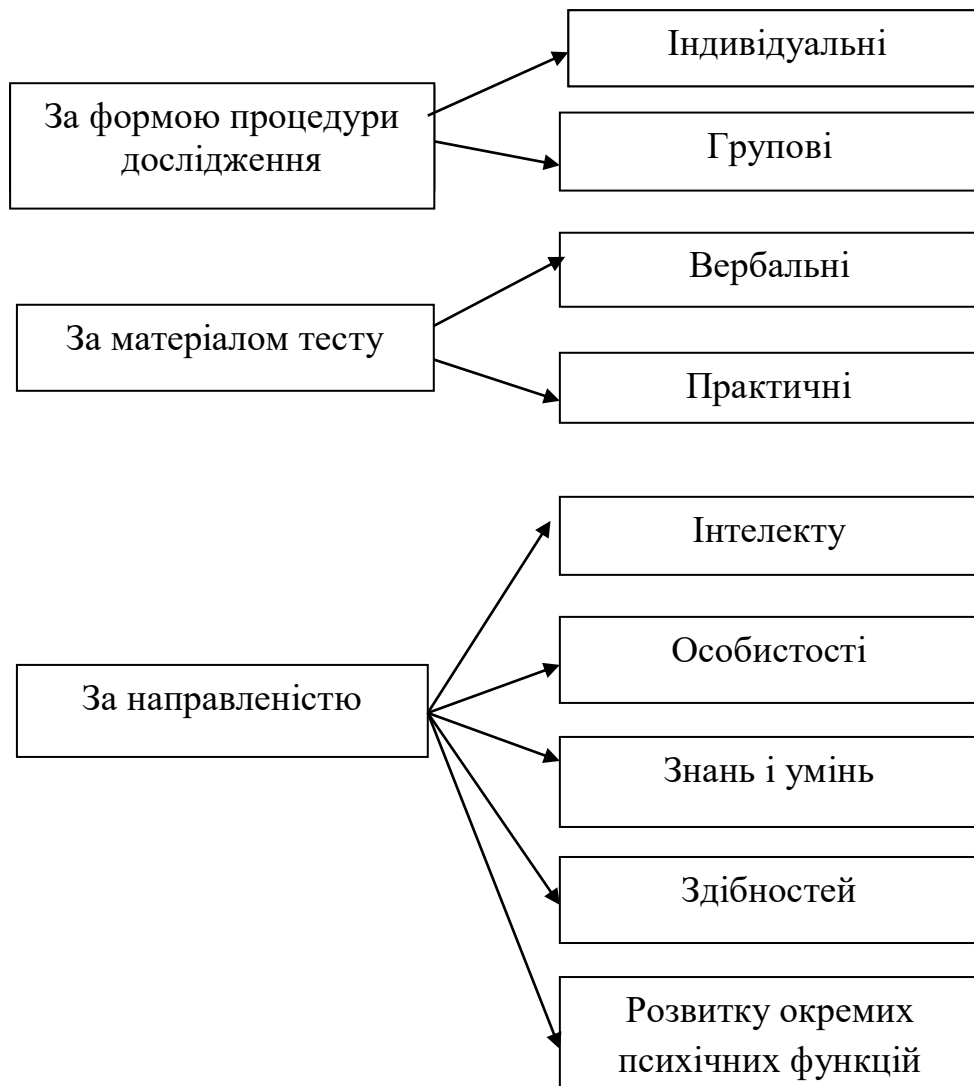 За формою процедури
дослідження
Індивідуальні
Групові
За матеріалом тесту
Вербальні
Практичні
За направленістю
Інтелекту
Особистості
Знань і умінь
Здібностей
Розвитку окремих
психічних функцій